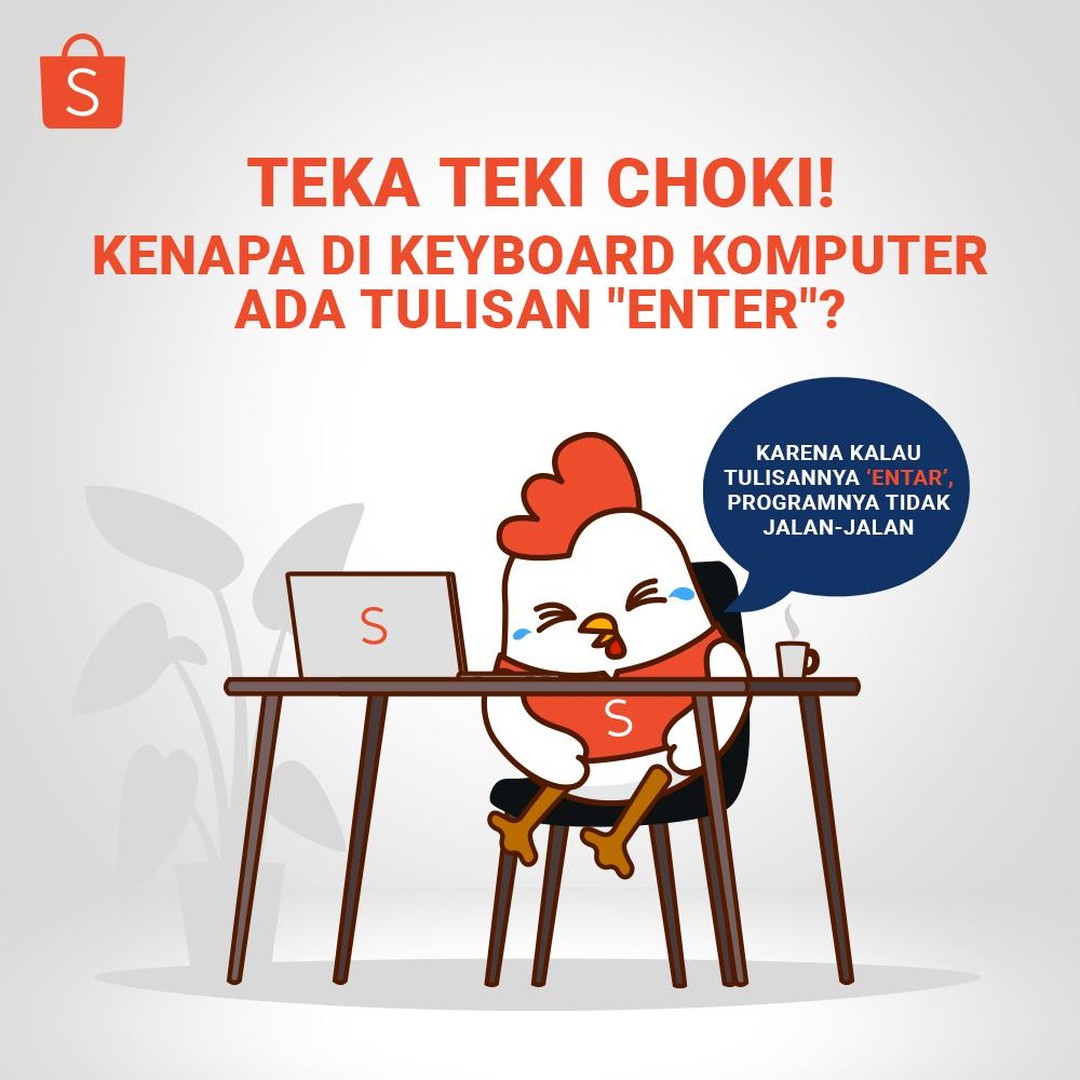 S
TEKA TEKI CHOKI!
KENAPA DI KEYBOARD KOMPUTER
ADA TULISAN "ENTER"?
KARENA KALAU
TULISANNYA ‘ENTAR’,
PROGRAMNYA TIDAK
JALAN-JALAN
S
S